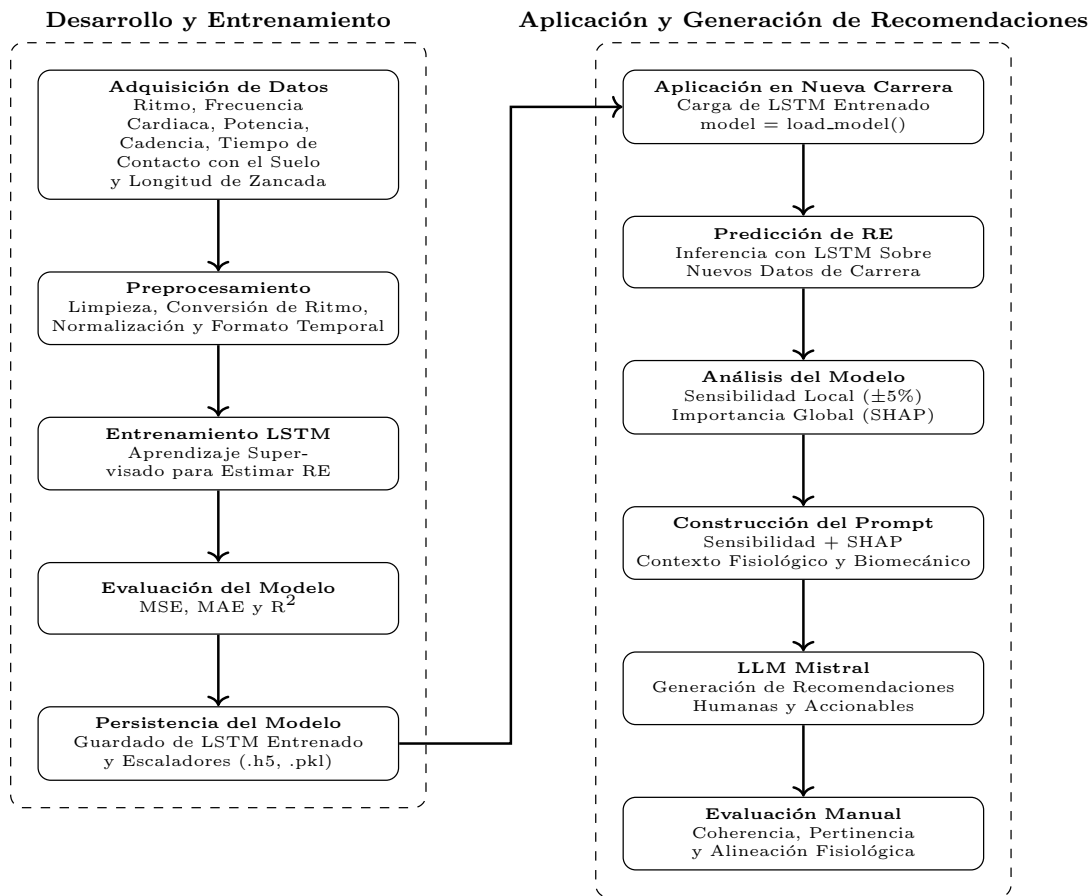 Desarrollo y Entrenamiento
Adquisición de Datos
Ritmo, Frecuencia
Cardiaca, Potencia,
Cadencia, Tiempo de
Contacto con el Suelo
y Longitud de Zancada
Preprocesamiento
Limpieza, Conversión de Ritmo,
Normalización y Formato Temporal
Entrenamiento LSTM
Aprendizaje Super-
visado para Estimar RE
Evaluación del Modelo
MSE, MAE y R²
Persistencia del Modelo
Guardado de LSTM Entrenado
y Escaladores (.h5, .pkl)
Aplicación y Generación de Recomendaciones
Aplicación en Nueva Carrera
Carga de LSTM Entrenado
model = load_model()
Predicción de RE
Inferencia con LSTM Sobre
Nuevos Datos de Carrera
Análisis del Modelo
Sensibilidad Local (±5%)
Importancia Global (SHAP)
Construcción del Prompt
Sensibilidad + SHAP
Contexto Fisiológico y Biomecánico
LLM Mistral
Generación de Recomendaciones
Humanas y Accionables
Evaluación Manual
Coherencia, Pertinencia
y Alineación Fisiológica